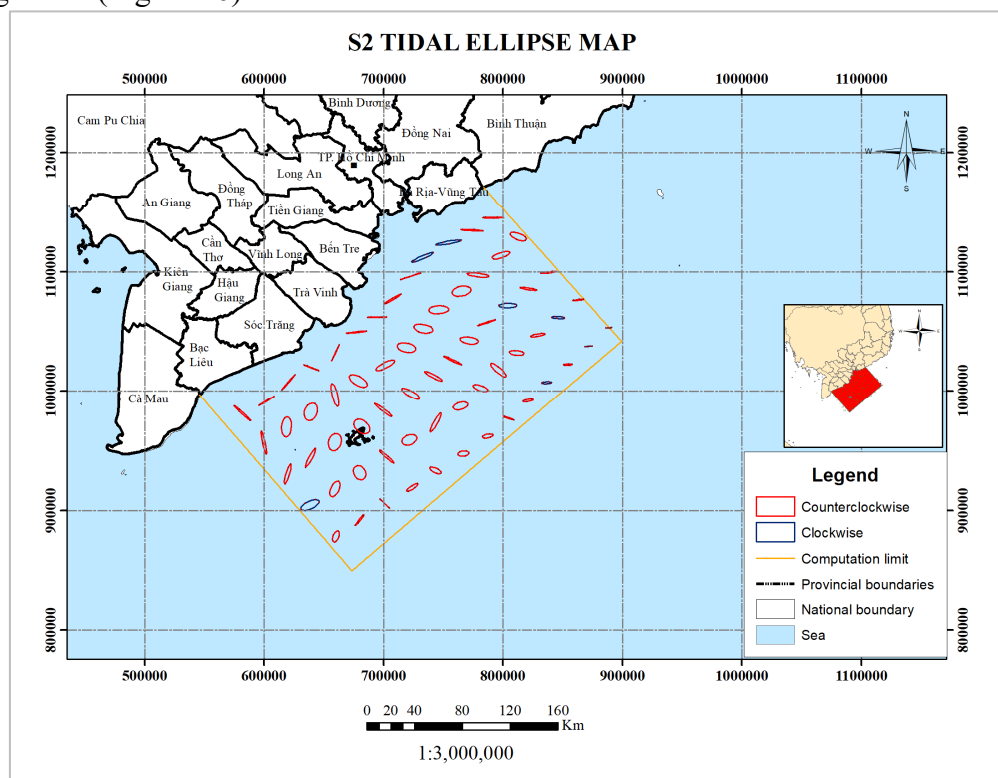 S2 TIDAL ELLIPSE MAP
500000 600000 700000 800000 900000 1000000 1100000
Cam Pu Chia
Bình Dương
Đồng Nai
Bình Thuận
TP. Hồ Chí Minh
Long An
Rịa-Vũng Tàu
An Giang
Đồng
Tháp
Tiền Giang
Cần
Thơ
Vĩnh Long
Bến Tre
Kiên
Giang
Hậu
Giang
Trà Vinh
Sóc Trăng
Bạc
Liêu
Cà Mau
1200000
1100000
1000000
900000
800000
1200000
1100000
1000000
900000
800000
N
W E
S
N
W E
S
Legend
Counterclockwise
Clockwise
Computation limit
Provincial boundaries
National boundary
Sea
500000 600000 700000 800000 900000 1000000 1100000
0 20 40 80 120 160
Km
1:3,000,000